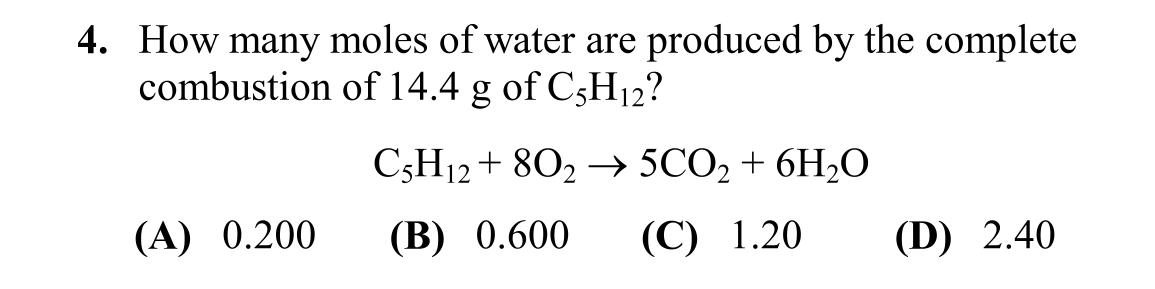 4. How many moles of water are produced by the complete
combustion of 14.4 g of C₅H₁₂?
C₅H₁₂ + 8O₂ → 5CO₂ + 6H₂O
(A) 0.200 (B) 0.600 (C) 1.20 (D) 2.40